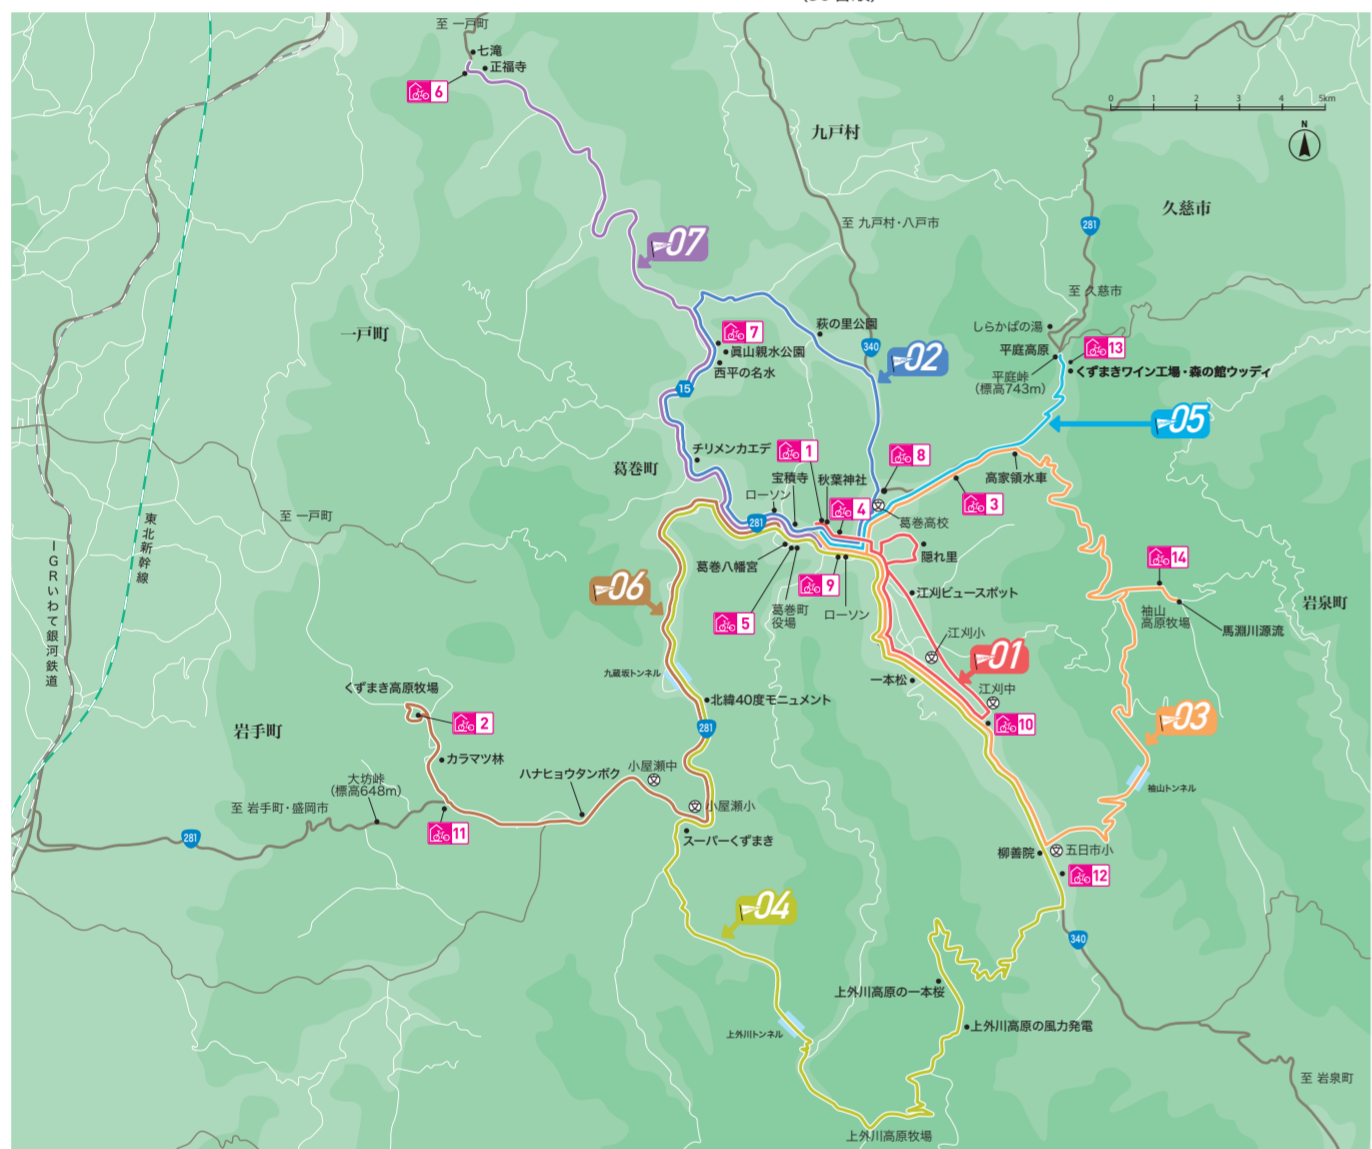 至 一戸町
七滝
正福寺
6
九戸村
0 1 2 3 4 5km
N
久慈市
281
至 九戸村・八戸市
07
至 久慈市
しらかばの湯
一戸町
萩の里公園
7
眞山親水公園
西平の名水
340
02
平庭高原
13
くずまきワイン工場・森の館ウッディ
平庭峠
(標高743m)
15
05
葛巻町
チリメンカエデ
1
8
宝積寺
秋葉神社
高家領水車
ローソン
4
3
281
葛巻高校
至 一戸町
東北新幹線
IGRいわて銀河鉄道
葛巻八幡宮
隠れ里
14
06
9
5
葛巻町
役場
ローソン
江刈ビュースポット
袖山
高原牧場
馬淵川源流
岩泉町
江刈小
01
九蔵坂トンネル
一本松
江刈中
くずまき高原牧場
北緯40度モニュメント
2
岩手町
281
10
03
カラマツ林
ハナヒョウタンボク
小屋瀬中
大坊峠
(標高648m)
袖山トンネル
至 岩手町・盛岡市
小屋瀬小
11
281
スーパーくずまき
柳善院
五日市小
12
04
340
上外川高原の一本桜
上外川トンネル
上外川高原の風力発電
至 岩泉町
上外川高原牧場